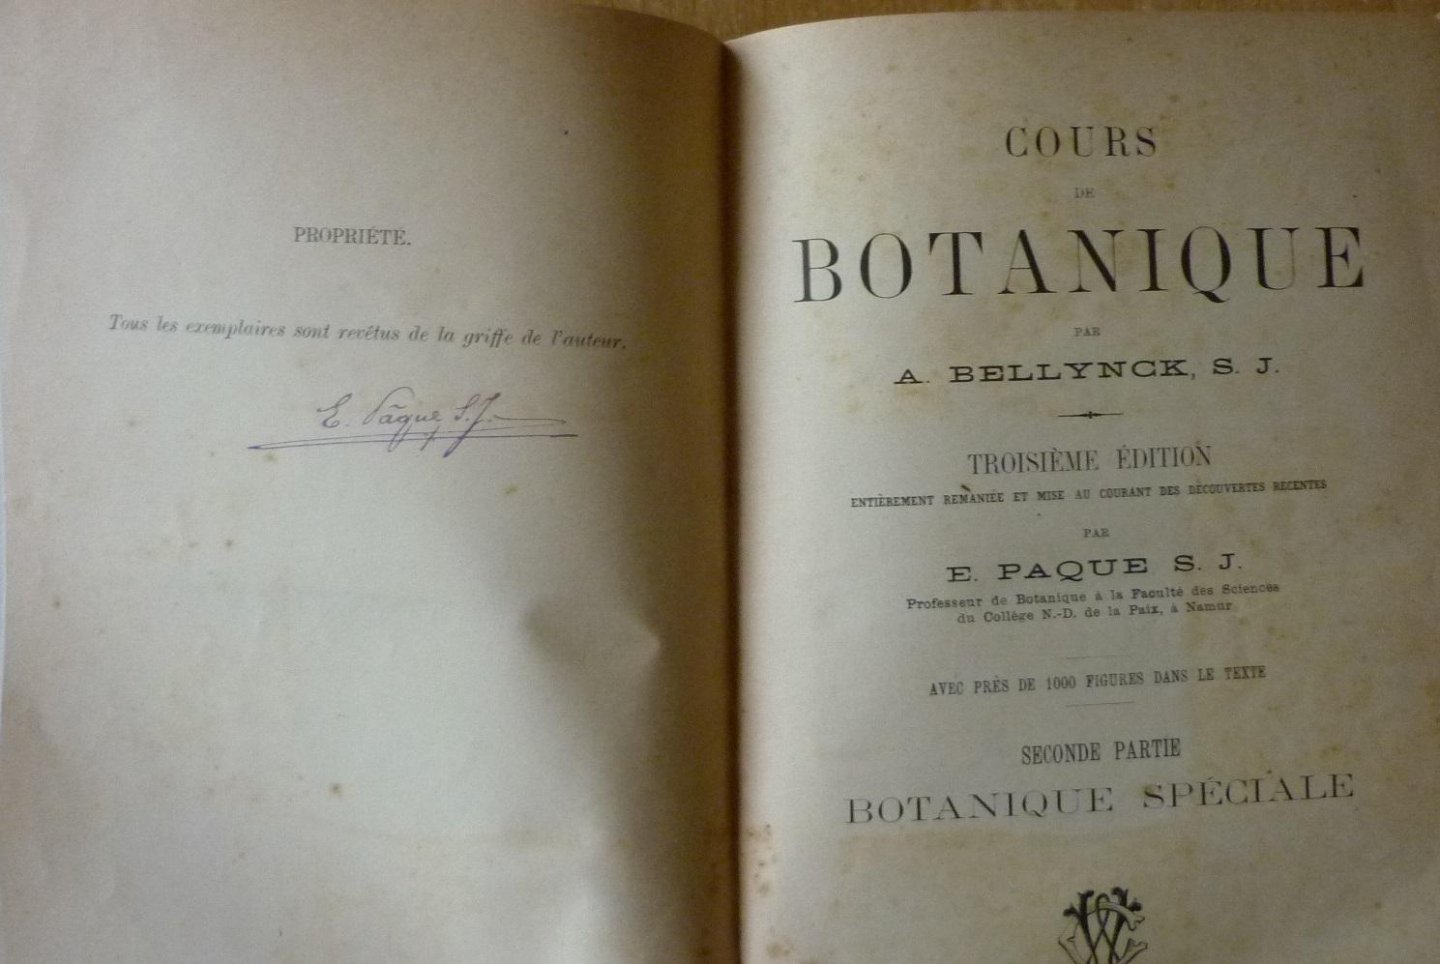 PROPRIÉTÉ.
Tous les exemplaires sont revêtus de la griffe de l'auteur.
E. Pâque S.J.
COURS
DE
BOTANIQUE
PAR
A. BELLYNCK, S. J.
TROISIÈME ÉDITION
ENTIÈREMENT REMANIÉE ET MISE AU COURANT DES DÉCOUVERTES RECENTES
PAR
E. PAQUE S. J.
Professeur de Botanique à la Faculté des Sciences
du Collège N.-D. de la Paix, à Namur
AVEC PRÈS DE 1000 FIGURES DANS LE TEXTE
SECONDE PARTIE
BOTANIQUE SPÉCIALE